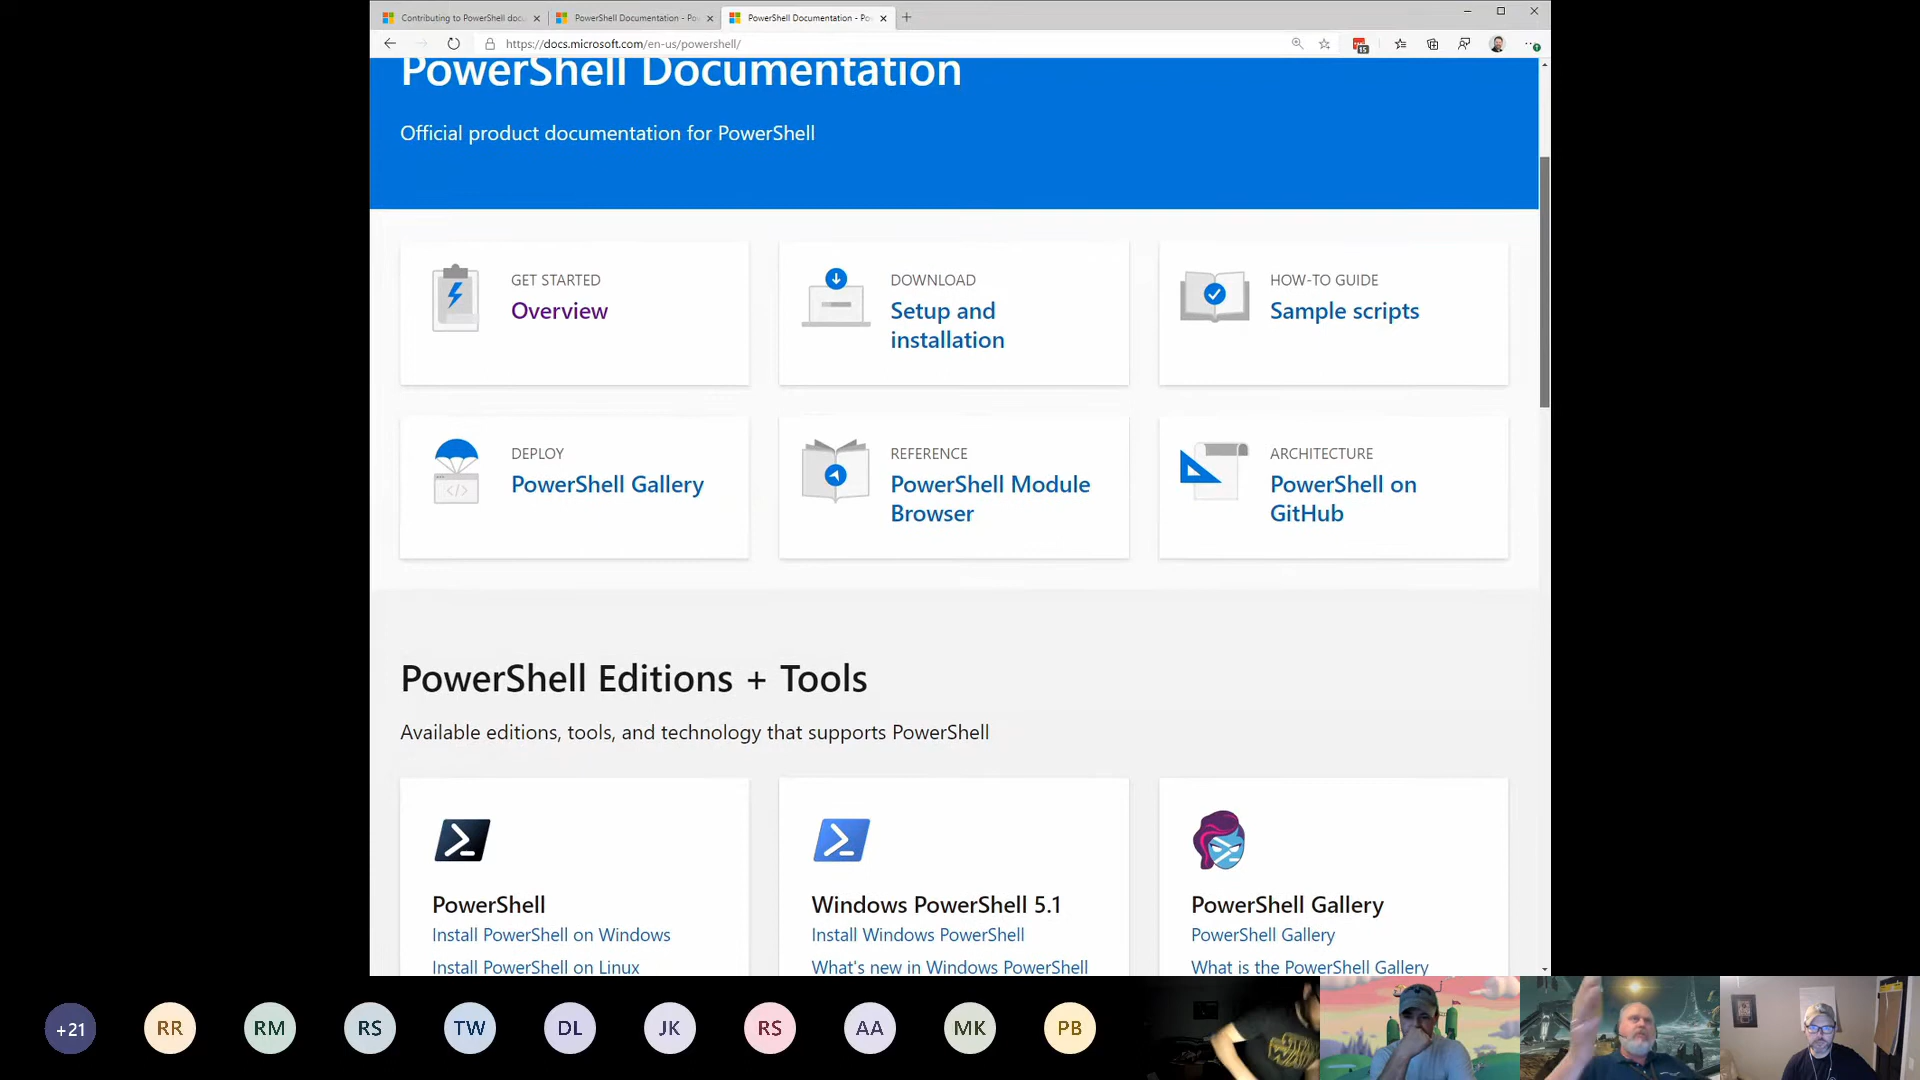 Contributing to PowerShell doc
PowerShell Documentation - Po
PowerShell Documentation - Po
https://docs.microsoft.com/en-us/powershell/
15
PowerShell Documentation
Official product documentation for PowerShell
GET STARTED
Overview
DOWNLOAD
Setup and
installation
HOW-TO GUIDE
Sample scripts
DEPLOY
PowerShell Gallery
REFERENCE
PowerShell Module
Browser
ARCHITECTURE
PowerShell on
GitHub
PowerShell Editions + Tools
Available editions, tools, and technology that supports PowerShell
PowerShell
Install PowerShell on Windows
Install PowerShell on Linux
Windows PowerShell 5.1
Install Windows PowerShell
What's new in Windows PowerShell
PowerShell Gallery
PowerShell Gallery
What is the PowerShell Gallery
+21 RR RM RS TW DL JK RS AA MK PB